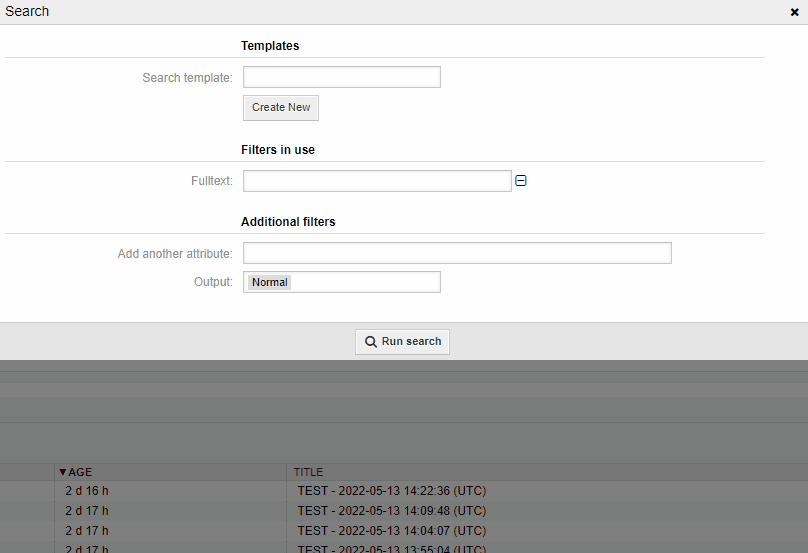 Search
Templates
Search template:
Create New
Filters in use
Fulltext:
Additional filters
Add another attribute:
Output: Normal
Run search
▼AGE TITLE
2 d 16 h TEST - 2022-05-13 14:22:36 (UTC)
2 d 17 h TEST - 2022-05-13 14:09:48 (UTC)
2 d 17 h TEST - 2022-05-13 14:04:07 (UTC)
2 d 17 h TEST - 2022-05-13 13:55:04 (UTC)